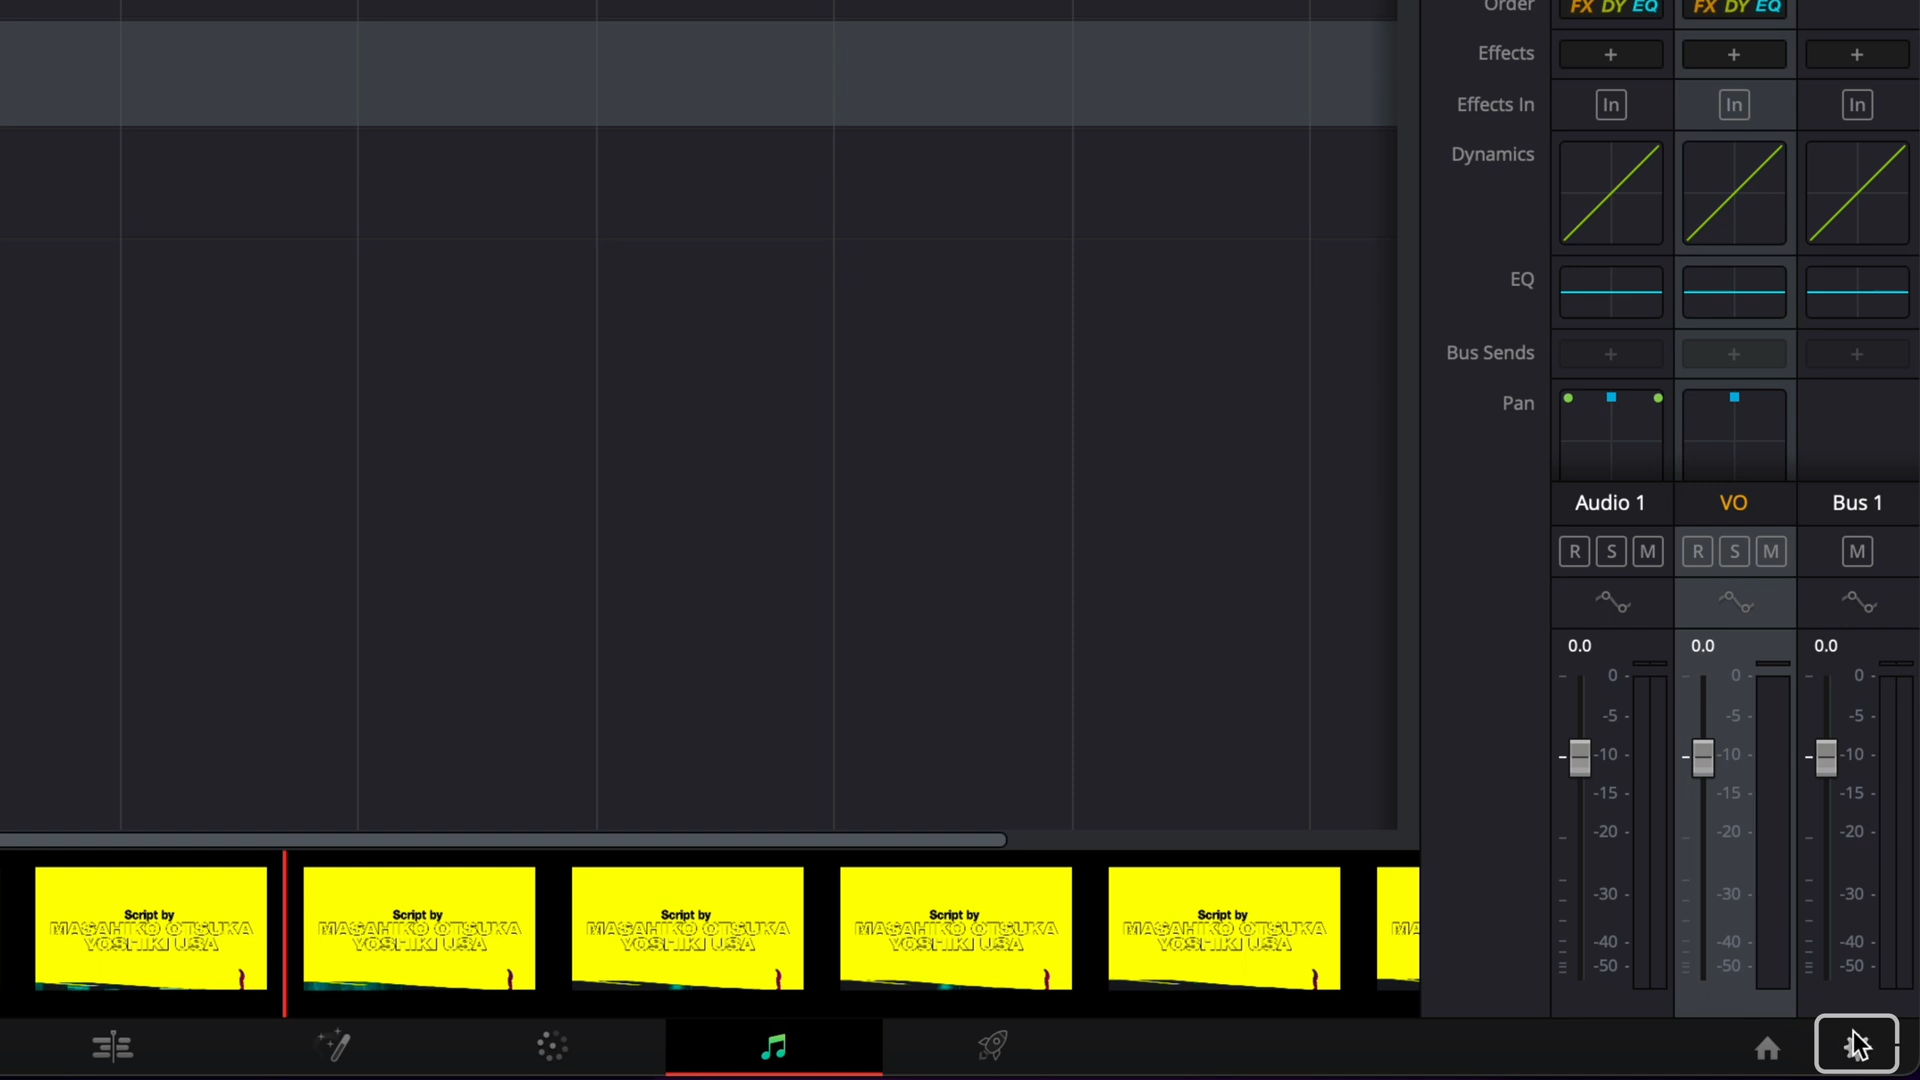 Order FX DY EQ FX DY EQ
Effects + + +
Effects In In In In
Dynamics
EQ
Bus Sends + + +
Pan
Audio 1 VO Bus 1
R S M R S M M
0.0 0.0 0.0
0 0 0
-5 -5 -5
-10 -10 -10
-15 -15 -15
-20 -20 -20
-30 -30 -30
-40 -40 -40
-50 -50 -50
Script by Script by Script by Script by Script by
MASAHIKO OTSUKA MASAHIKO OTSUKA MASAHIKO OTSUKA MASAHIKO OTSUKA MASAHIKO OTSUKA MA
YOSHIKI USA YOSHIKI USA YOSHIKI USA YOSHIKI USA YOSHIKI USA